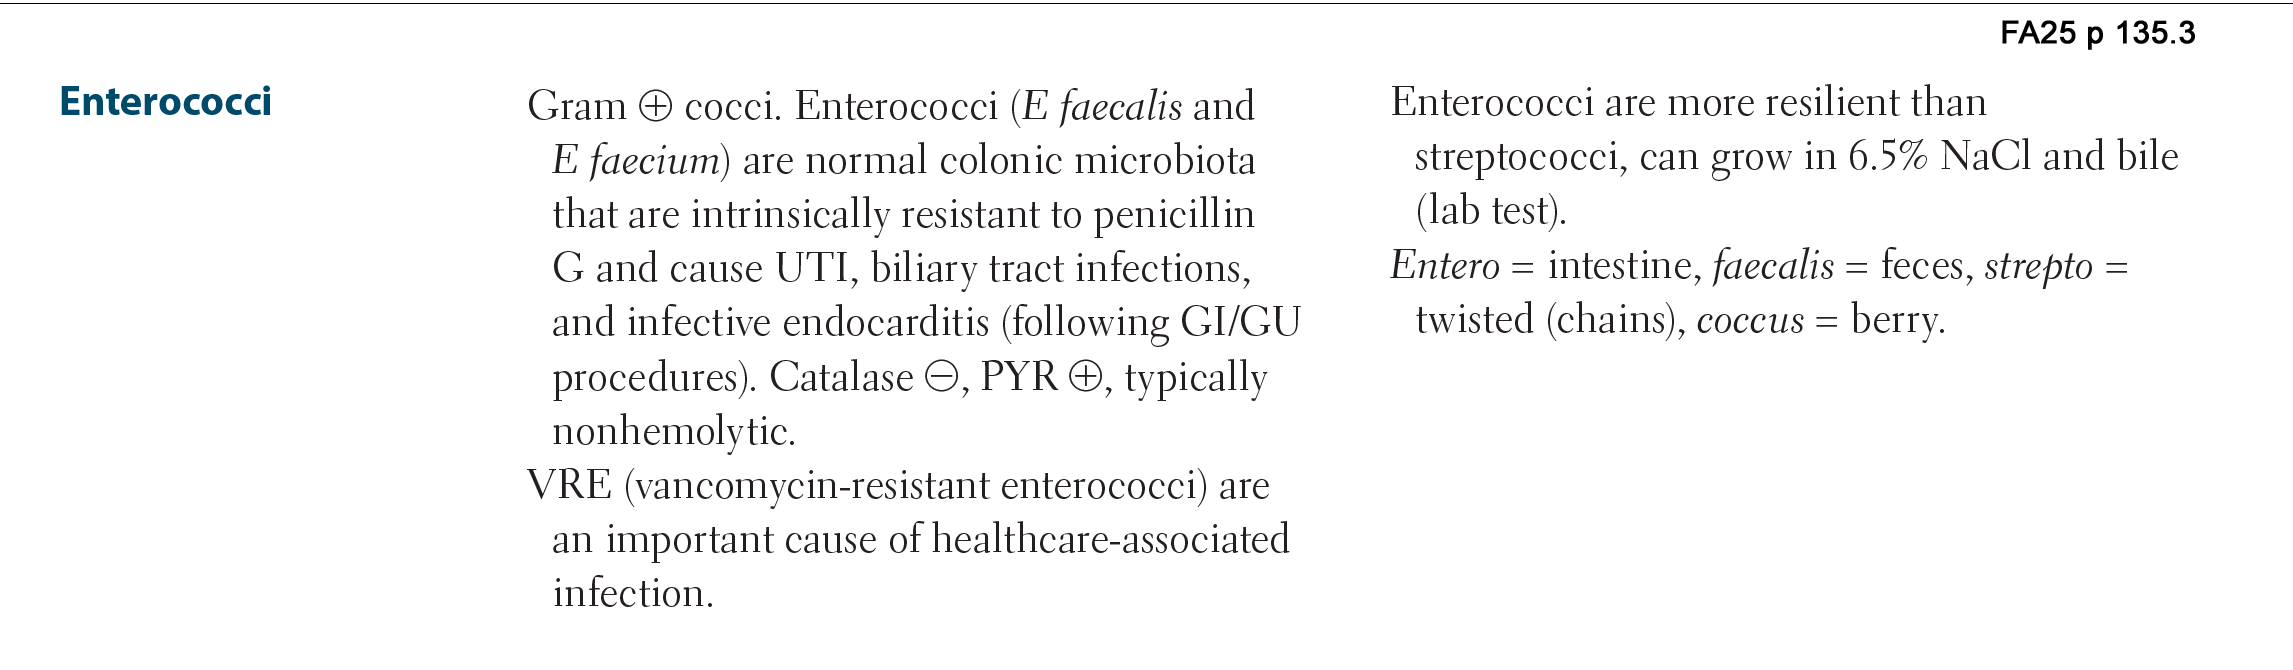 FA25 p 135.3
Enterococci
Gram ⊕ cocci. Enterococci (E faecalis and
E faecium) are normal colonic microbiota
that are intrinsically resistant to penicillin
G and cause UTI, biliary tract infections,
and infective endocarditis (following GI/GU
procedures). Catalase ⊖, PYR ⊕, typically
nonhemolytic.
VRE (vancomycin-resistant enterococci) are
an important cause of healthcare-associated
infection.
Enterococci are more resilient than
streptococci, can grow in 6.5% NaCl and bile
(lab test).
Entero = intestine, faecalis = feces, strepto =
twisted (chains), coccus = berry.